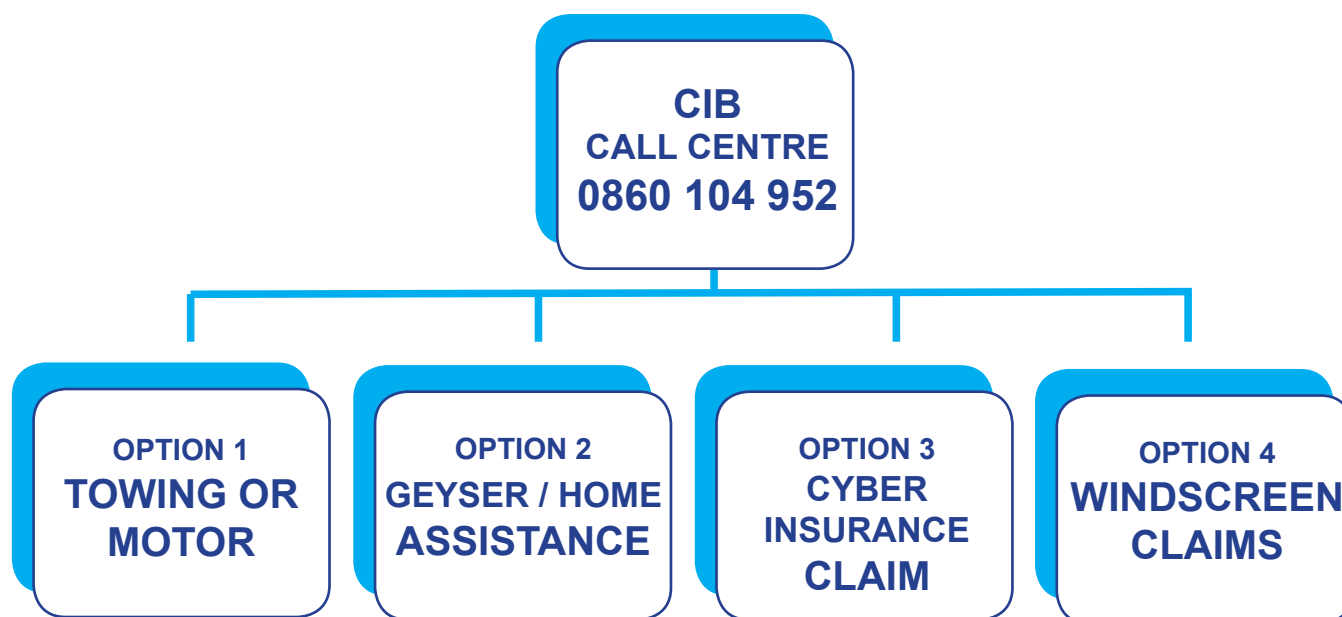 CIB
CALL CENTRE
0860 104 952
OPTION 1
TOWING OR
MOTOR
OPTION 2
GEYSER / HOME
ASSISTANCE
OPTION 3
CYBER
INSURANCE
CLAIM
OPTION 4
WINDSCREEN
CLAIMS